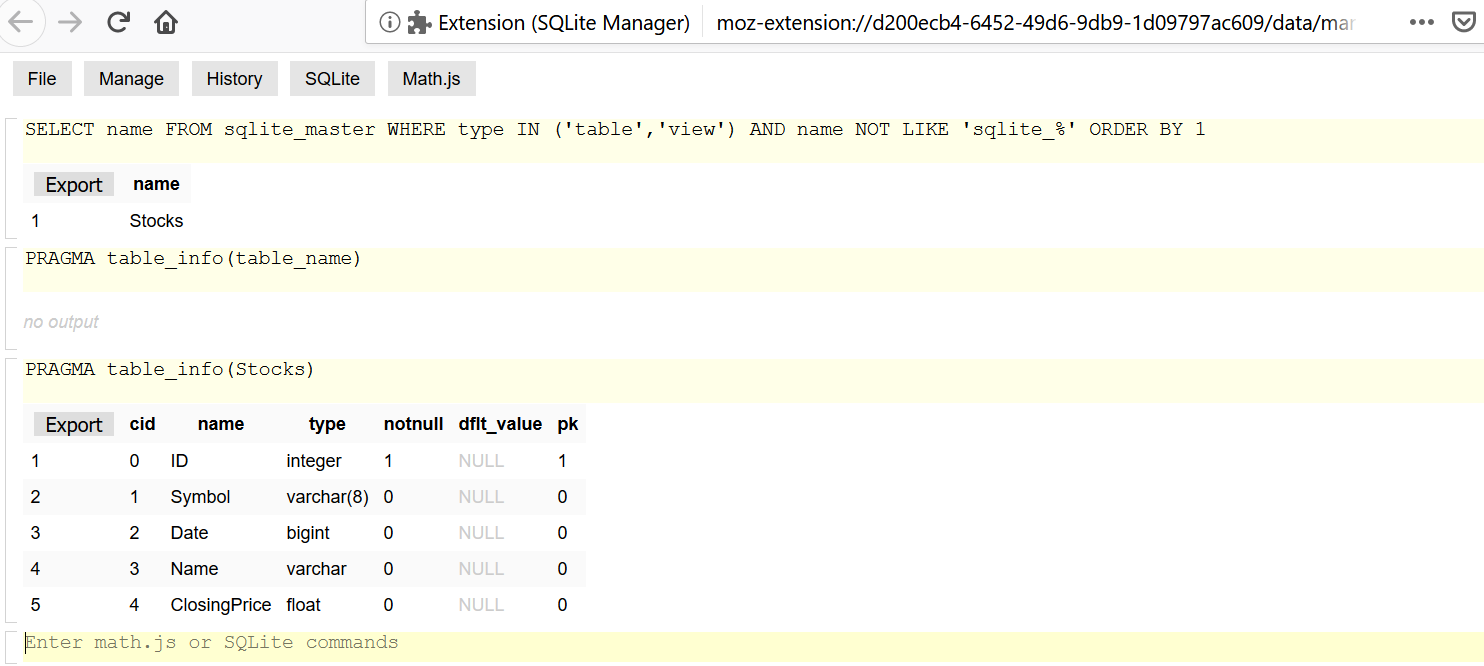 Extension (SQLite Manager) moz-extension://d200ecb4-6452-49d6-9db9-1d09797ac609/data/mar
File Manage History SQLite Math.js
SELECT name FROM sqlite_master WHERE type IN ('table','view') AND name NOT LIKE 'sqlite_%' ORDER BY 1
Export name
1 Stocks
PRAGMA table_info(table_name)
no output
PRAGMA table_info(Stocks)
Export cid name type notnull dflt_value pk
1 0 ID integer 1 NULL 1
2 1 Symbol varchar(8) 0 NULL 0
3 2 Date bigint 0 NULL 0
4 3 Name varchar 0 NULL 0
5 4 ClosingPrice float 0 NULL 0
Enter math.js or SQLite commands